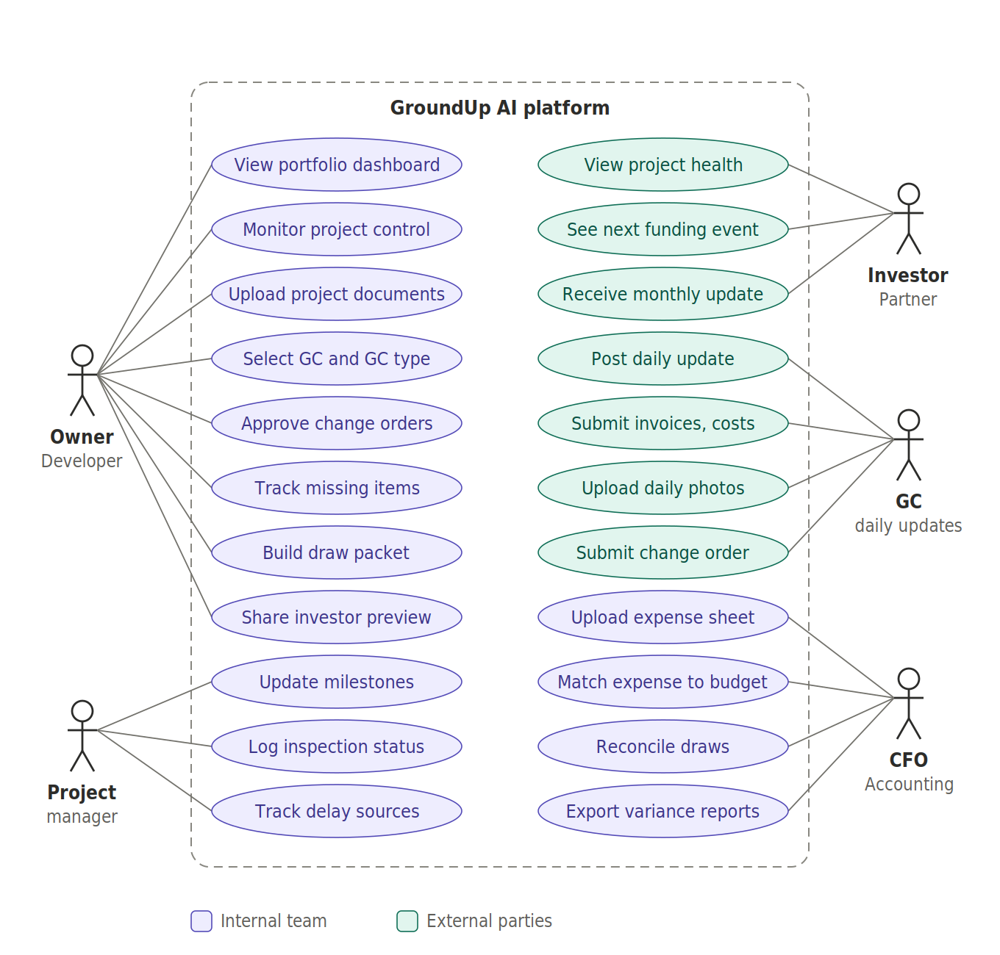 GroundUp AI platform
View portfolio dashboard
Monitor project control
Upload project documents
Select GC and GC type
Approve change orders
Track missing items
Build draw packet
Share investor preview
Update milestones
Log inspection status
Track delay sources
View project health
See next funding event
Receive monthly update
Post daily update
Submit invoices, costs
Upload daily photos
Submit change order
Upload expense sheet
Match expense to budget
Reconcile draws
Export variance reports
Owner
Developer
Project
manager
Investor
Partner
GC
daily updates
CFO
Accounting
Internal team
External parties